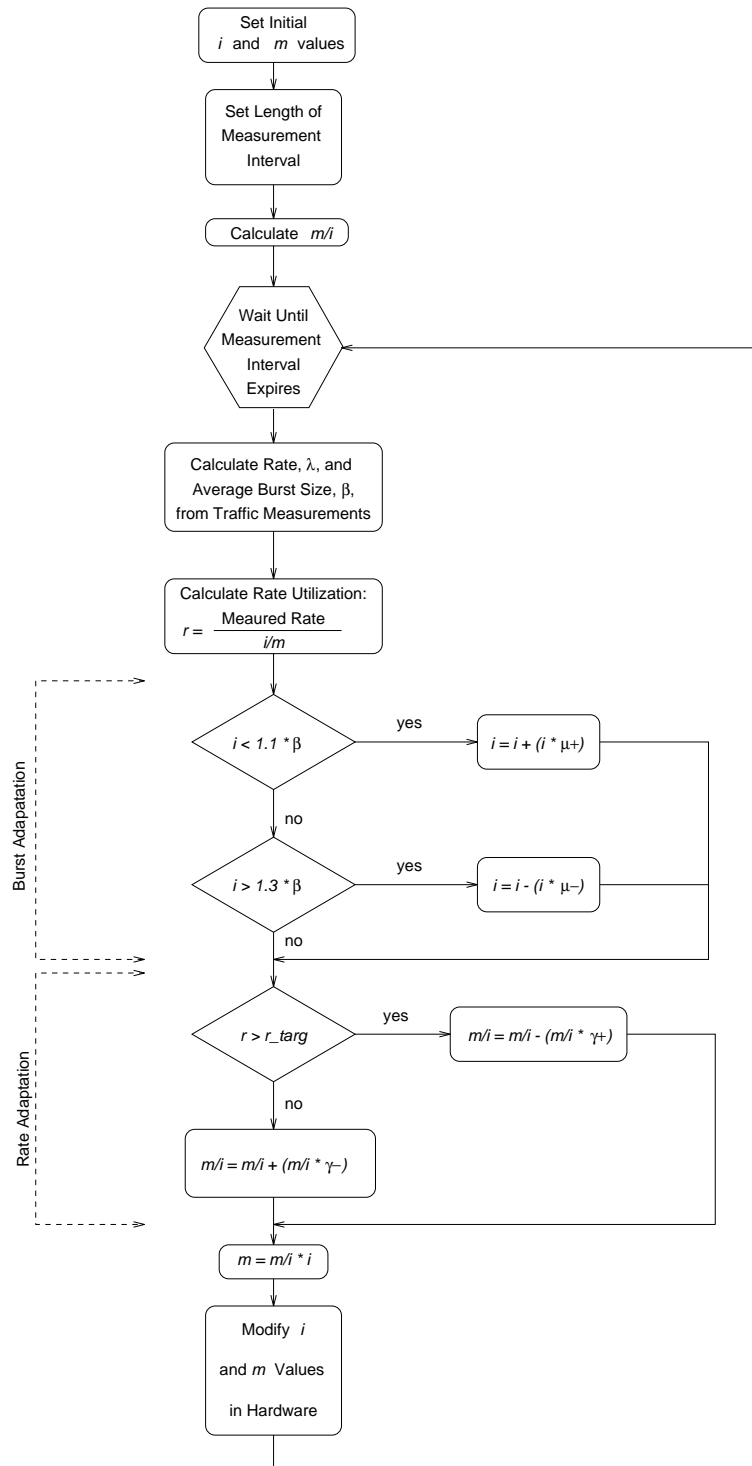 Set Initial
i and m values
Set Length of
Measurement
Interval
Calculate m/i
Wait Until
Measurement
Interval
Expires
Calculate Rate, λ, and
Average Burst Size, β,
from Traffic Measurements
Calculate Rate Utilization:
Meaured Rate
r =
i/m
i < 1.1 * β
yes
i = i + (i * μ+)
no
Burst Adapatation
i > 1.3 * β
yes
i = i - (i * μ−)
no
r > r_targ
yes
m/i = m/i - (m/i * γ+)
no
Rate Adaption
m/i = m/i + (m/i * γ−)
m = m/i * i
Modify i
and m Values
in Hardware